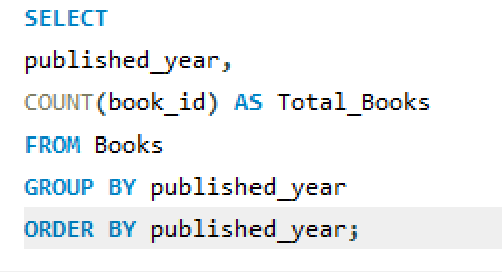 SELECT
published_year,
COUNT(book_id) AS Total_Books
FROM Books
GROUP BY published_year
ORDER BY published_year;